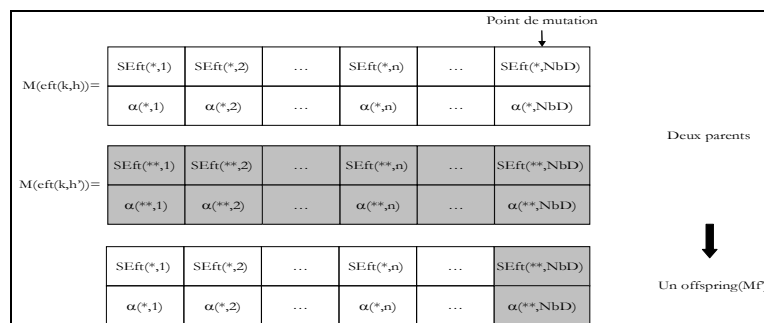 Point de mutation
SEft(*,1) SEft(*,2) … SEft(*,n) … SEft(*,NbD)
M(eft(k,h))=
α(*,1) α(*,2) … α(*,n) … α(*,NbD)
Deux parents
SEft(**,1) SEft(**,2) … SEft(**,n) … SEft(**,NbD)
M(eft(k,h'))=
α(**,1) α(**,2) … α(**,n) … α(**,NbD)
SEft(*,1) SEft(*,2) … SEft(*,n) … SEft(**,NbD)
Un offspring(Mf')
α(*,1) α(*,2) … α(*,n) … α(**,NbD)